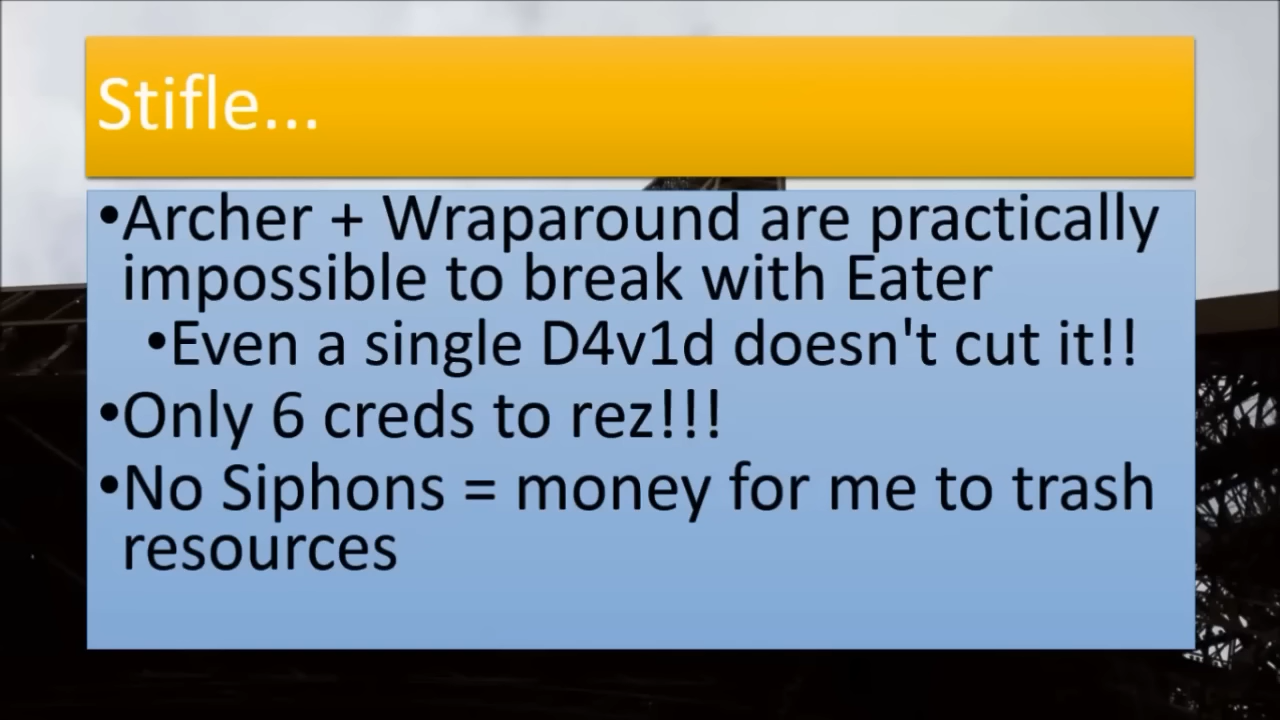 Stifle...
•Archer + Wraparound are practically
impossible to break with Eater
•Even a single D4v1d doesn't cut it!!
•Only 6 creds to rez!!!
•No Siphons = money for me to trash
resources